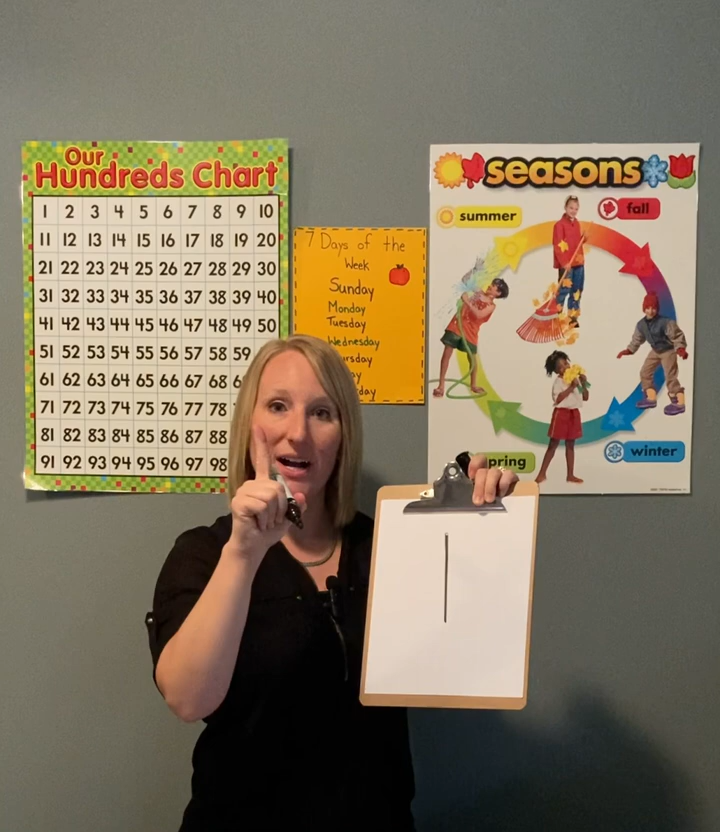 Our
Hundreds Chart
1 2 3 4 5 6 7 8 9 10
11 12 13 14 15 16 17 18 19 20
21 22 23 24 25 26 27 28 29 30
31 32 33 34 35 36 37 38 39 40
41 42 43 44 45 46 47 48 49 50
51 52 53 54 55 56 57 58 59
61 62 63 64 65 66 67 68
71 72 73 74 75 76 77 78
81 82 83 84 85 86 87 88
91 92 93 94 95 96 97 98
7 Days of the
Week
Sunday
Monday
Tuesday
Wednesday
ursday
ay
day
seasons
summer
fall
pring
winter
1